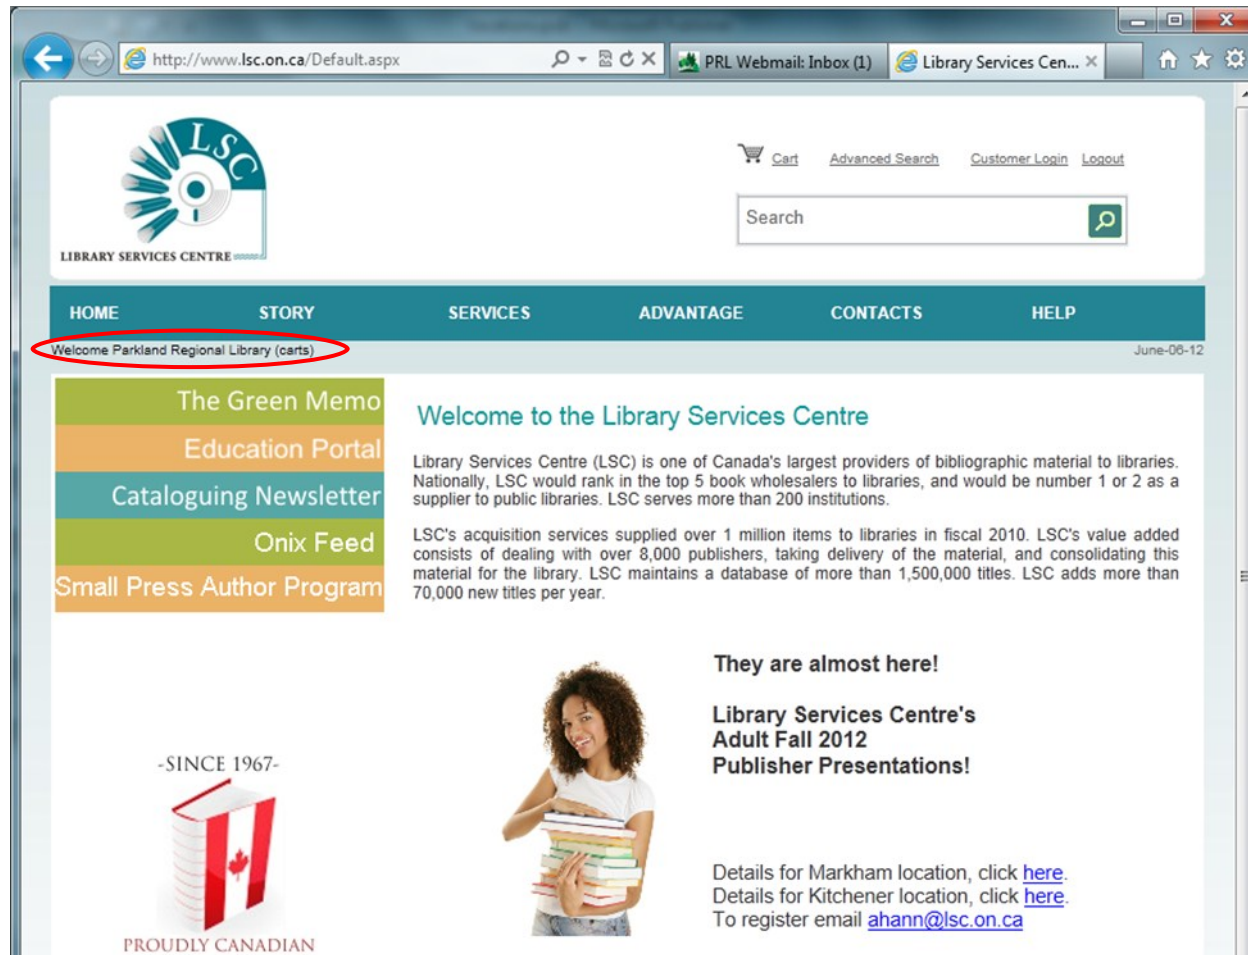 http://www.lsc.on.ca/Default.aspx
PRL Webmail: Inbox (1)
Library Services Cen...
LSC
LIBRARY SERVICES CENTRE
Cart Advanced Search Customer Login Logout
Search
HOME STORY SERVICES ADVANTAGE CONTACTS HELP
Welcome Parkland Regional Library (carts) June-06-12
The Green Memo
Education Portal
Cataloguing Newsletter
Onix Feed
Small Press Author Program
-SINCE 1967-
PROUDLY CANADIAN
Welcome to the Library Services Centre
Library Services Centre (LSC) is one of Canada's largest providers of bibliographic material to libraries.
Nationally, LSC would rank in the top 5 book wholesalers to libraries, and would be number 1 or 2 as a
supplier to public libraries. LSC serves more than 200 institutions.
LSC's acquisition services supplied over 1 million items to libraries in fiscal 2010. LSC's value added
consists of dealing with over 8,000 publishers, taking delivery of the material, and consolidating this
material for the library. LSC maintains a database of more than 1,500,000 titles. LSC adds more than
70,000 new titles per year.
They are almost here!
Library Services Centre's
Adult Fall 2012
Publisher Presentations!
Details for Markham location, click here.
Details for Kitchener location, click here.
To register email ahann@lsc.on.ca